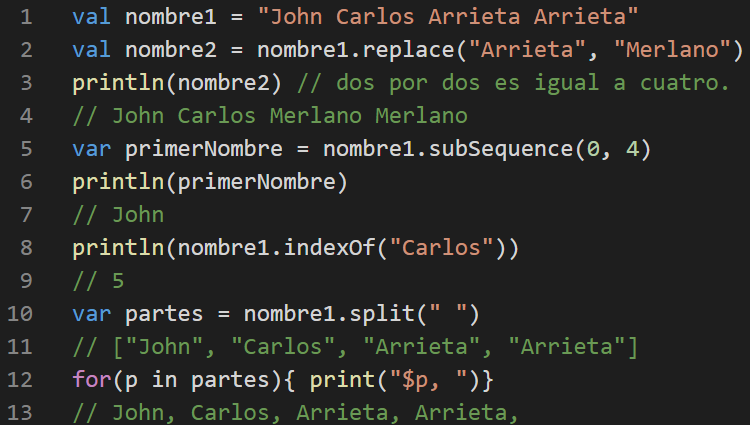 1 val nombre1 = "John Carlos Arrieta Arrieta"
2 val nombre2 = nombre1.replace("Arrieta", "Merlano")
3 println(nombre2) // dos por dos es igual a cuatro.
4 // John Carlos Merlano Merlano
5 var primerNombre = nombre1.subSequence(0, 4)
6 println(primerNombre)
7 // John
8 println(nombre1.indexOf("Carlos"))
9 // 5
10 var partes = nombre1.split(" ")
11 // ["John", "Carlos", "Arrieta", "Arrieta"]
12 for(p in partes){ print("$p, ")}
13 // John, Carlos, Arrieta, Arrieta,